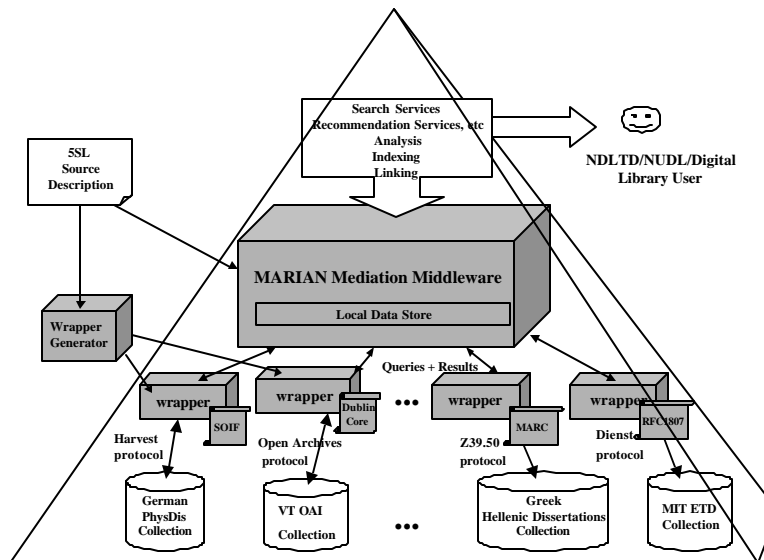 Search Services
Recommendation Services, etc
Analysis
Indexing
Linking
NDLTD/NUDL/Digital
Library User
5SL
Source
Description
MARIAN Mediation Middleware
Local Data Store
Wrapper
Generator
Queries + Results
wrapper
wrapper
wrapper
wrapper
SOIF
Dublin
Core
•••
MARC
RFC1807
Harvest
protocol
Open Archives
protocol
Z39.50
protocol
Dienst
protocol
German
PhysDis
Collection
VT OAI
Collection
•••
Greek
Hellenic Dissertations
Collection
MIT ETD
Collection